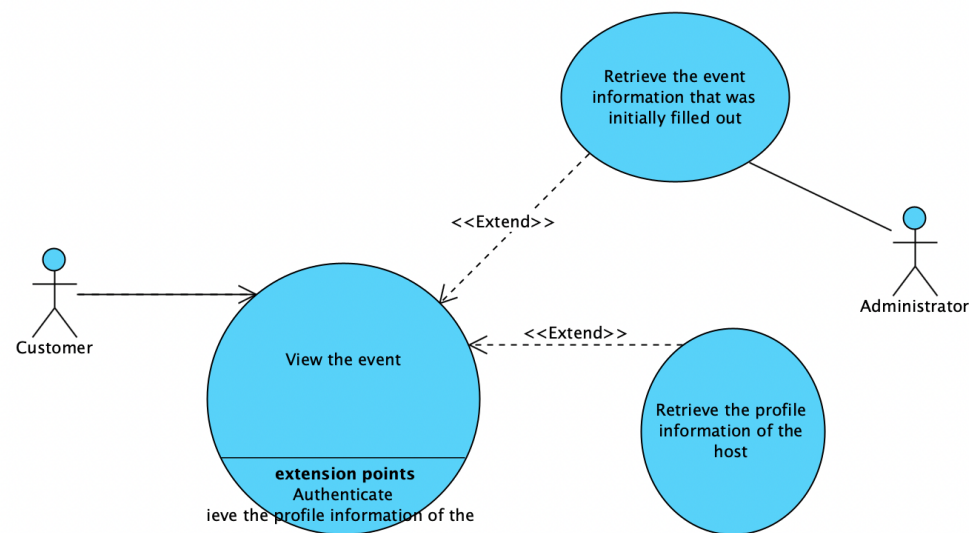 Retrieve the event
information that was
initially filled out
<<Extend>>
Administrator
Customer
<<Extend>>
View the event
Retrieve the profile
information of the
host
extension points
Authenticate
ieve the profile information of the